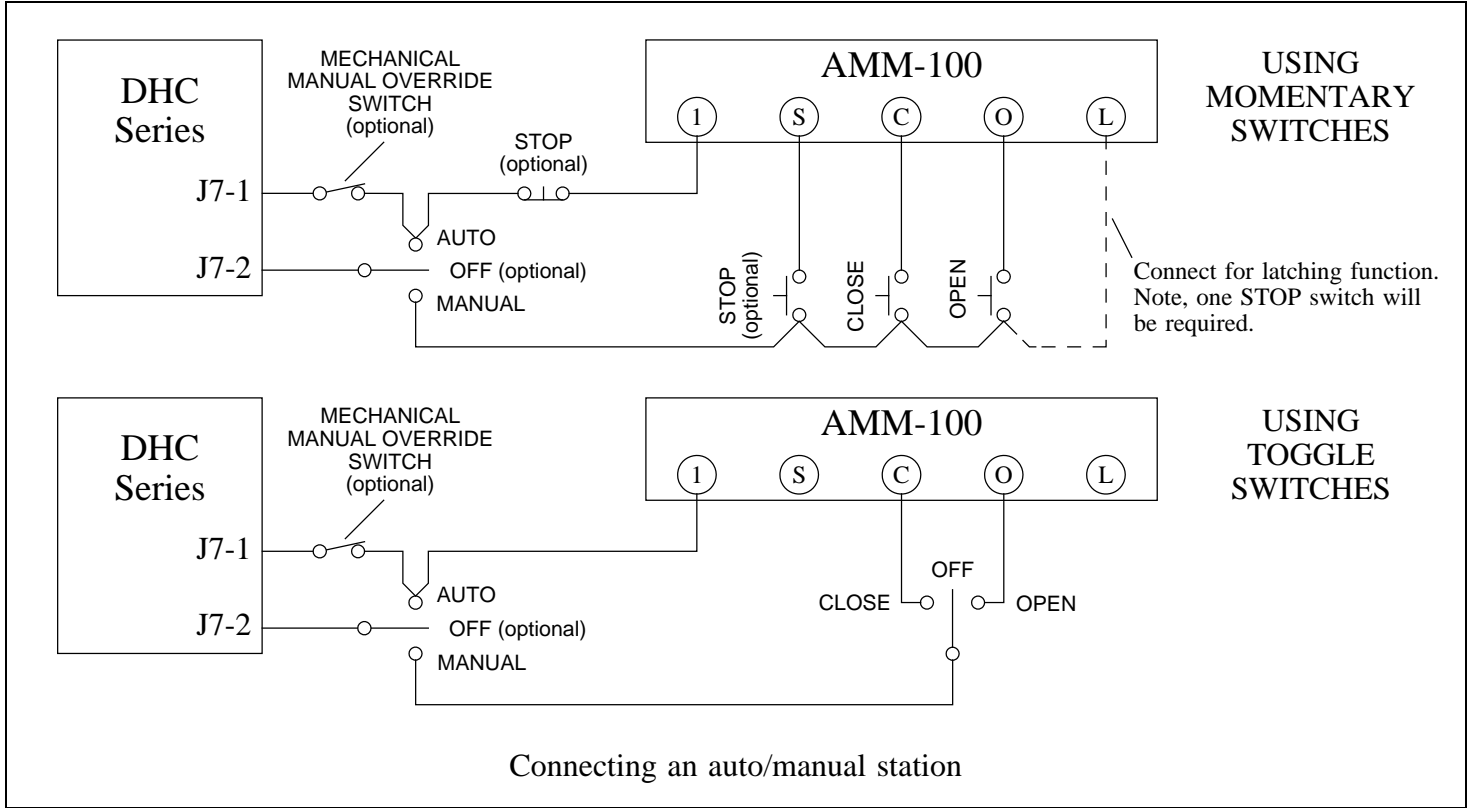 DHC
Series
J7-1
J7-2
MECHANICAL
MANUAL OVERRIDE
SWITCH
(optional)
STOP
(optional)
AUTO
OFF (optional)
MANUAL
AMM-100
1 S C O L
STOP
(optional)
CLOSE
OPEN
Connect for latching function.
Note, one STOP switch will
be required.
USING
MOMENTARY
SWITCHES
DHC
Series
J7-1
J7-2
MECHANICAL
MANUAL OVERRIDE
SWITCH
(optional)
AUTO
OFF (optional)
MANUAL
AMM-100
1 S C O L
OFF
CLOSE OPEN
USING
TOGGLE
SWITCHES
Connecting an auto/manual station